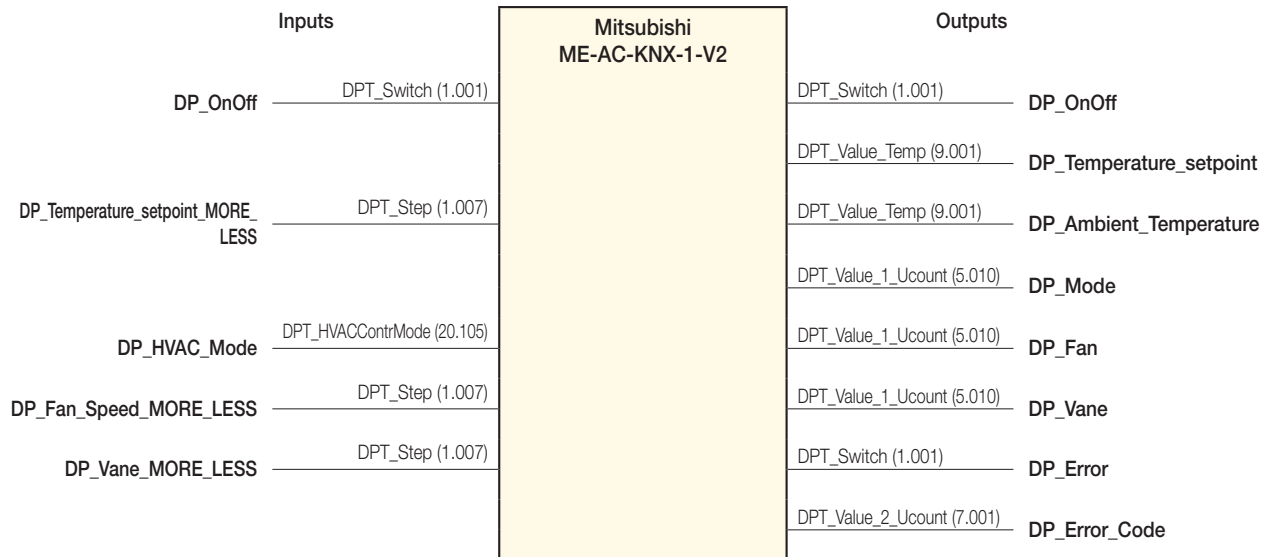 Inputs
Mitsubishi
ME-AC-KNX-1-V2
Outputs
DP_OnOff
DPT_Switch (1.001)
DPT_Switch (1.001)
DP_OnOff
DPT_Value_Temp (9.001)
DP_Temperature_setpoint
DP_Temperature_setpoint_MORE_
LESS
DPT_Step (1.007)
DPT_Value_Temp (9.001)
DP_Ambient_Temperature
DPT_Value_1_Ucount (5.010)
DP_Mode
DP_HVAC_Mode
DPT_HVACContrMode (20.105)
DPT_Value_1_Ucount (5.010)
DP_Fan
DP_Fan_Speed_MORE_LESS
DPT_Step (1.007)
DPT_Value_1_Ucount (5.010)
DP_Vane
DP_Vane_MORE_LESS
DPT_Step (1.007)
DPT_Switch (1.001)
DP_Error
DPT_Value_2_Ucount (7.001)
DP_Error_Code